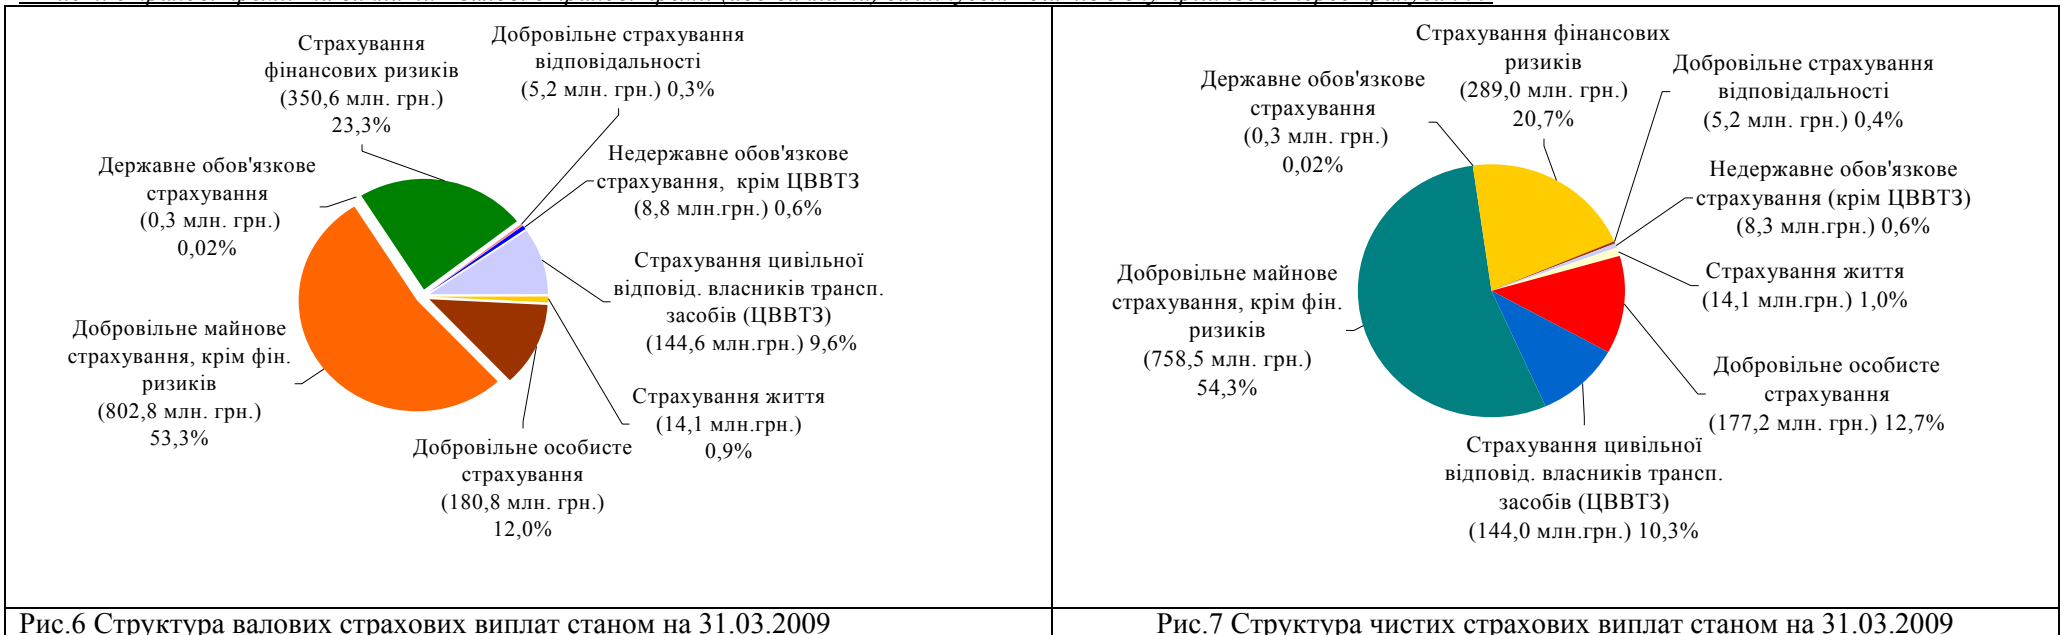 Страхування
фінансових ризиків
(350,6 млн. грн.)
23,3%
Добровільне страхування
відповідальності
(5,2 млн. грн.) 0,3%
Державне обов'язкове
страхування
(0,3 млн. грн.)
0,02%
Недержавне обов'язкове
страхування, крім ЦВВТЗ
(8,8 млн.грн.) 0,6%
Страхування цивільної
відповід. власників трансп.
засобів (ЦВВТЗ)
(144,6 млн.грн.) 9,6%
Добровільне майнове
страхування, крім фін.
ризиків
(802,8 млн. грн.)
53,3%
Страхування життя
(14,1 млн.грн.)
0,9%
Добровільне особисте
страхування
(180,8 млн. грн.)
12,0%
Рис.6 Структура валових страхових виплат станом на 31.03.2009
Страхування фінансових
ризиків
(289,0 млн. грн.)
20,7%
Добровільне страхування
відповідальності
(5,2 млн. грн.) 0,4%
Державне обов'язкове
страхування
(0,3 млн. грн.)
0,02%
Недержавне обов'язкове
страхування (крім ЦВВТЗ)
(8,3 млн.грн.) 0,6%
Страхування життя
(14,1 млн.грн.) 1,0%
Добровільне майнове
страхування, крім фін.
ризиків
(758,5 млн. грн.)
54,3%
Добровільне особисте
страхування
(177,2 млн. грн.) 12,7%
Страхування цивільної
відповід. власників трансп.
засобів (ЦВВТЗ)
(144,0 млн.грн.) 10,3%
Рис.7 Структура чистих страхових виплат станом на 31.03.2009